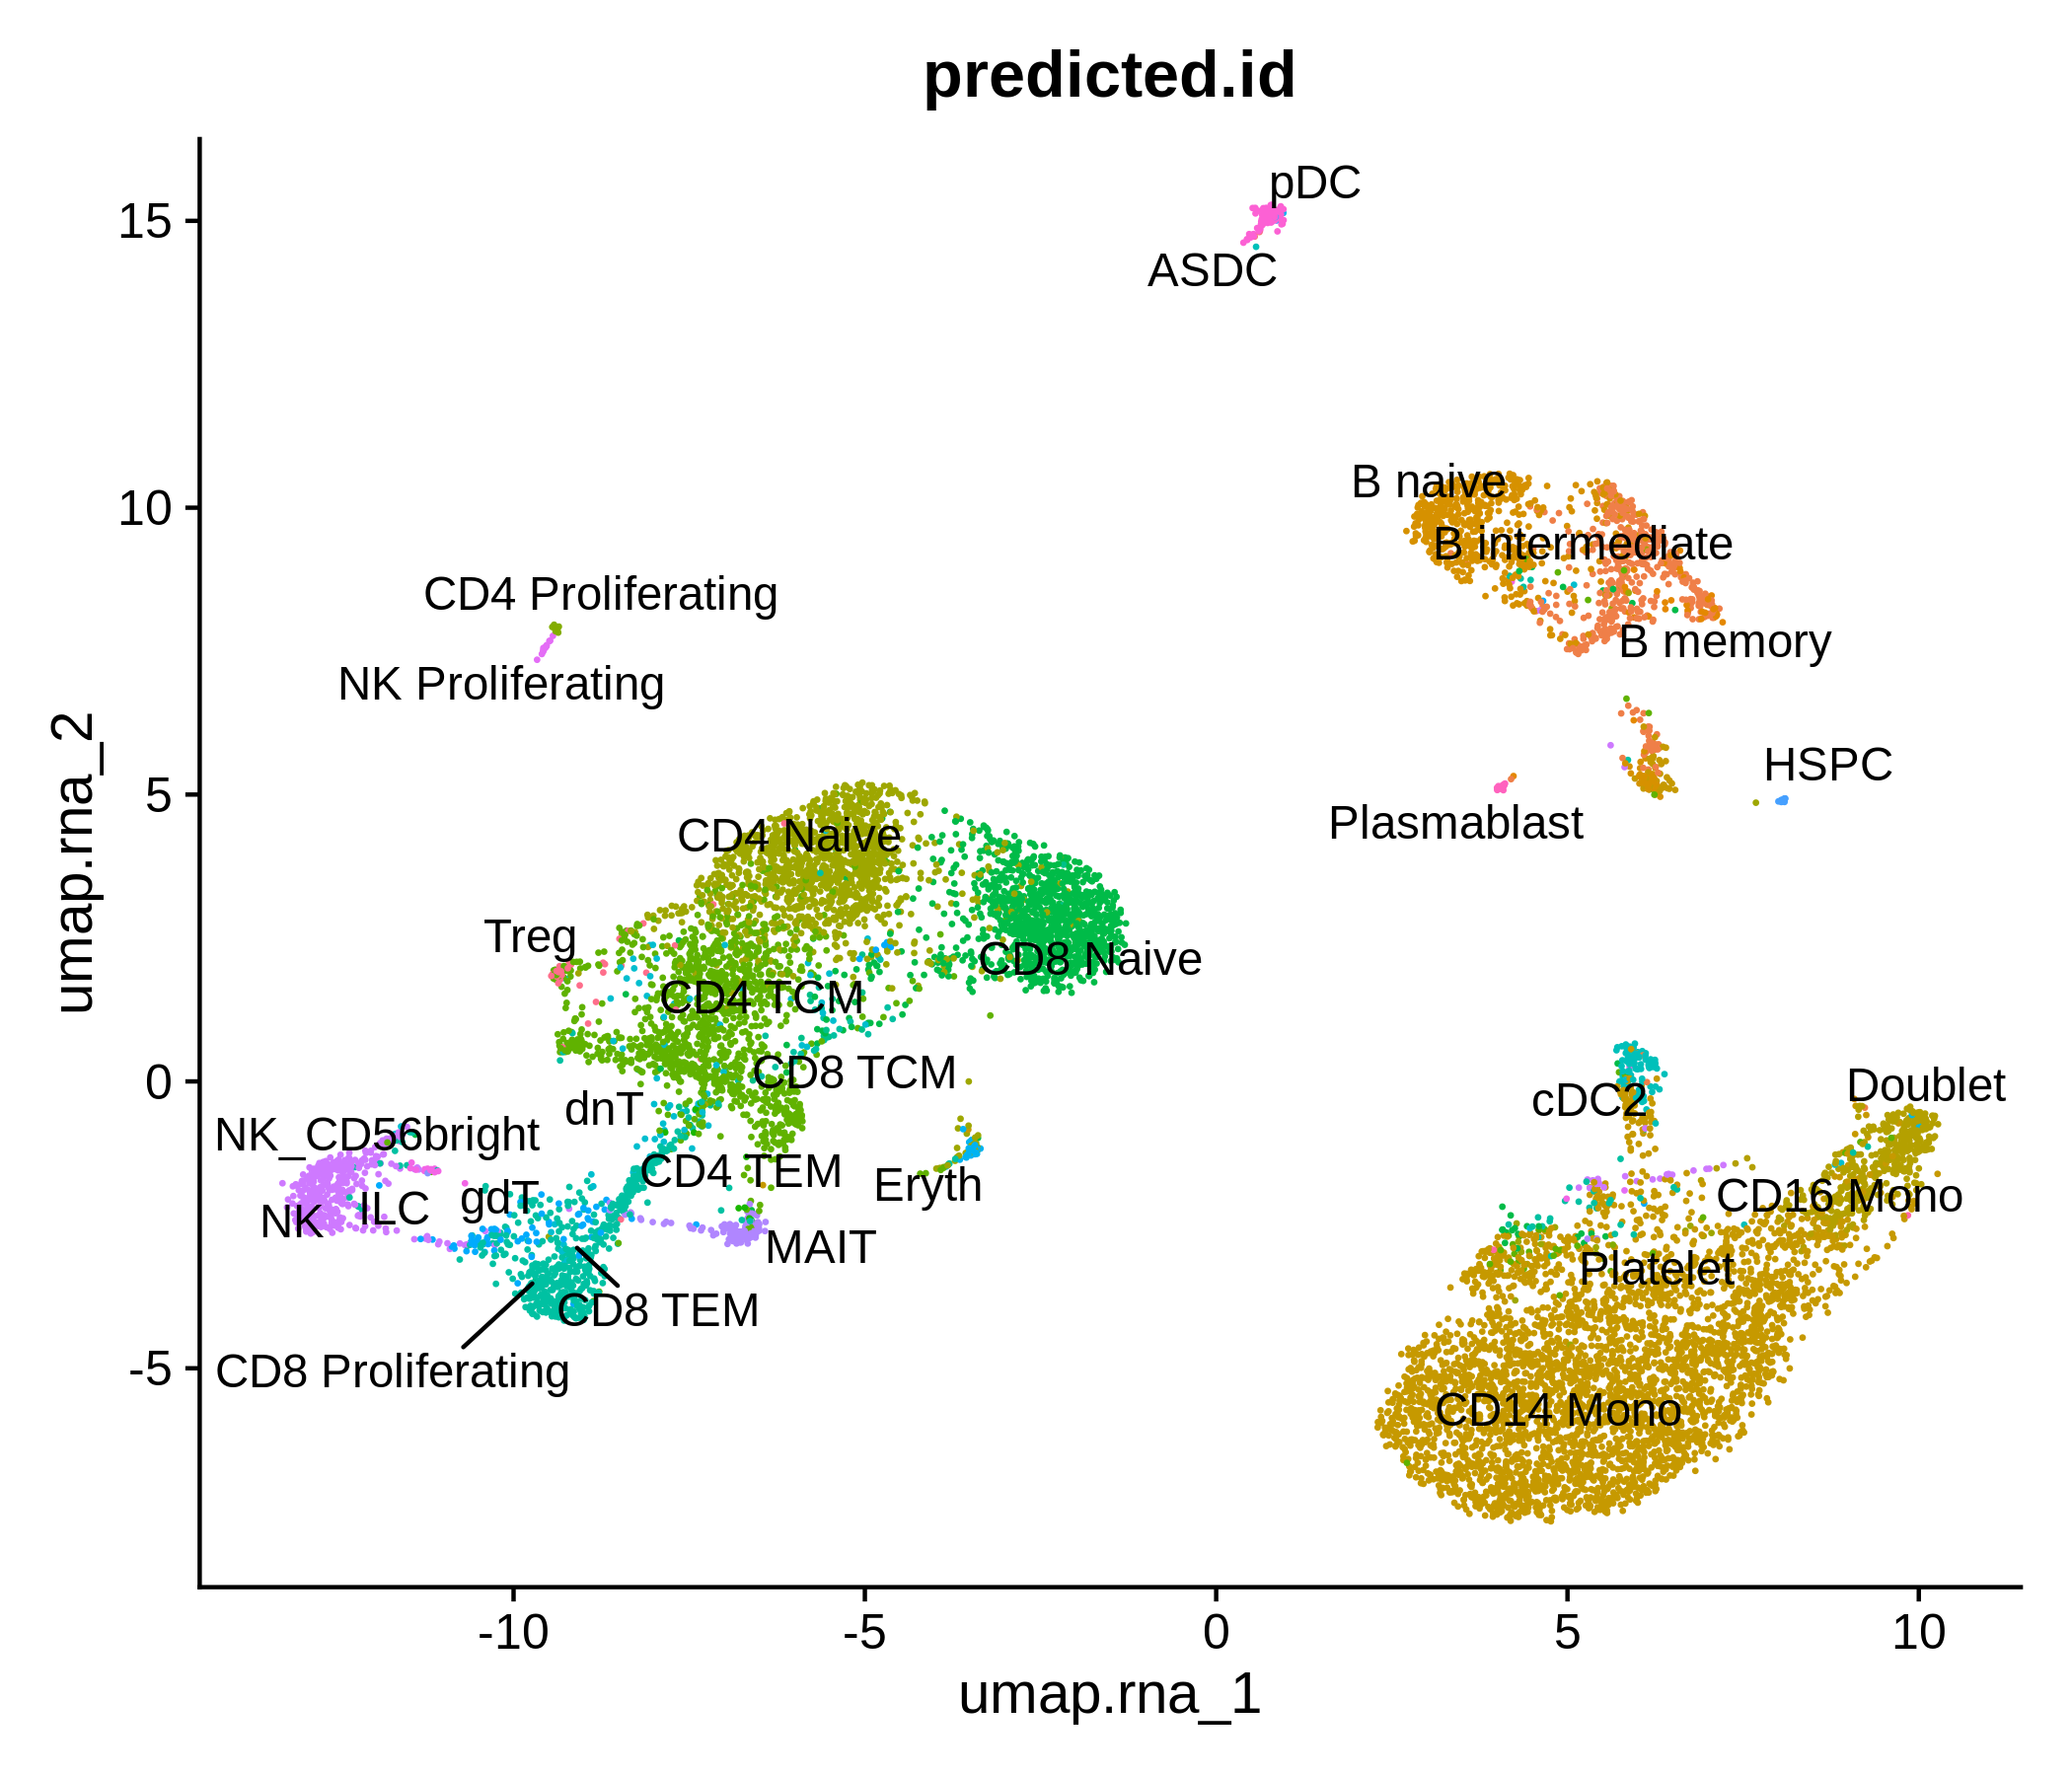 predicted.id
umap.rna_2
15
10
5
0
-5
pDC
ASDC
B naive
B intermediate
B memory
CD4 Proliferating
NK Proliferating
HSPC
Plasmablast
CD4 Naive
Treg
CD8 Naive
CD4 TCM
CD8 TCM
dnT
cDC2
Doublet
NK_CD56bright
CD4 TEM
Eryth
gdT
ILC
NK
CD16 Mono
MAIT
Platelet
CD8 TEM
CD8 Proliferating
CD14 Mono
-10
-5
0
5
10
umap.rna_1